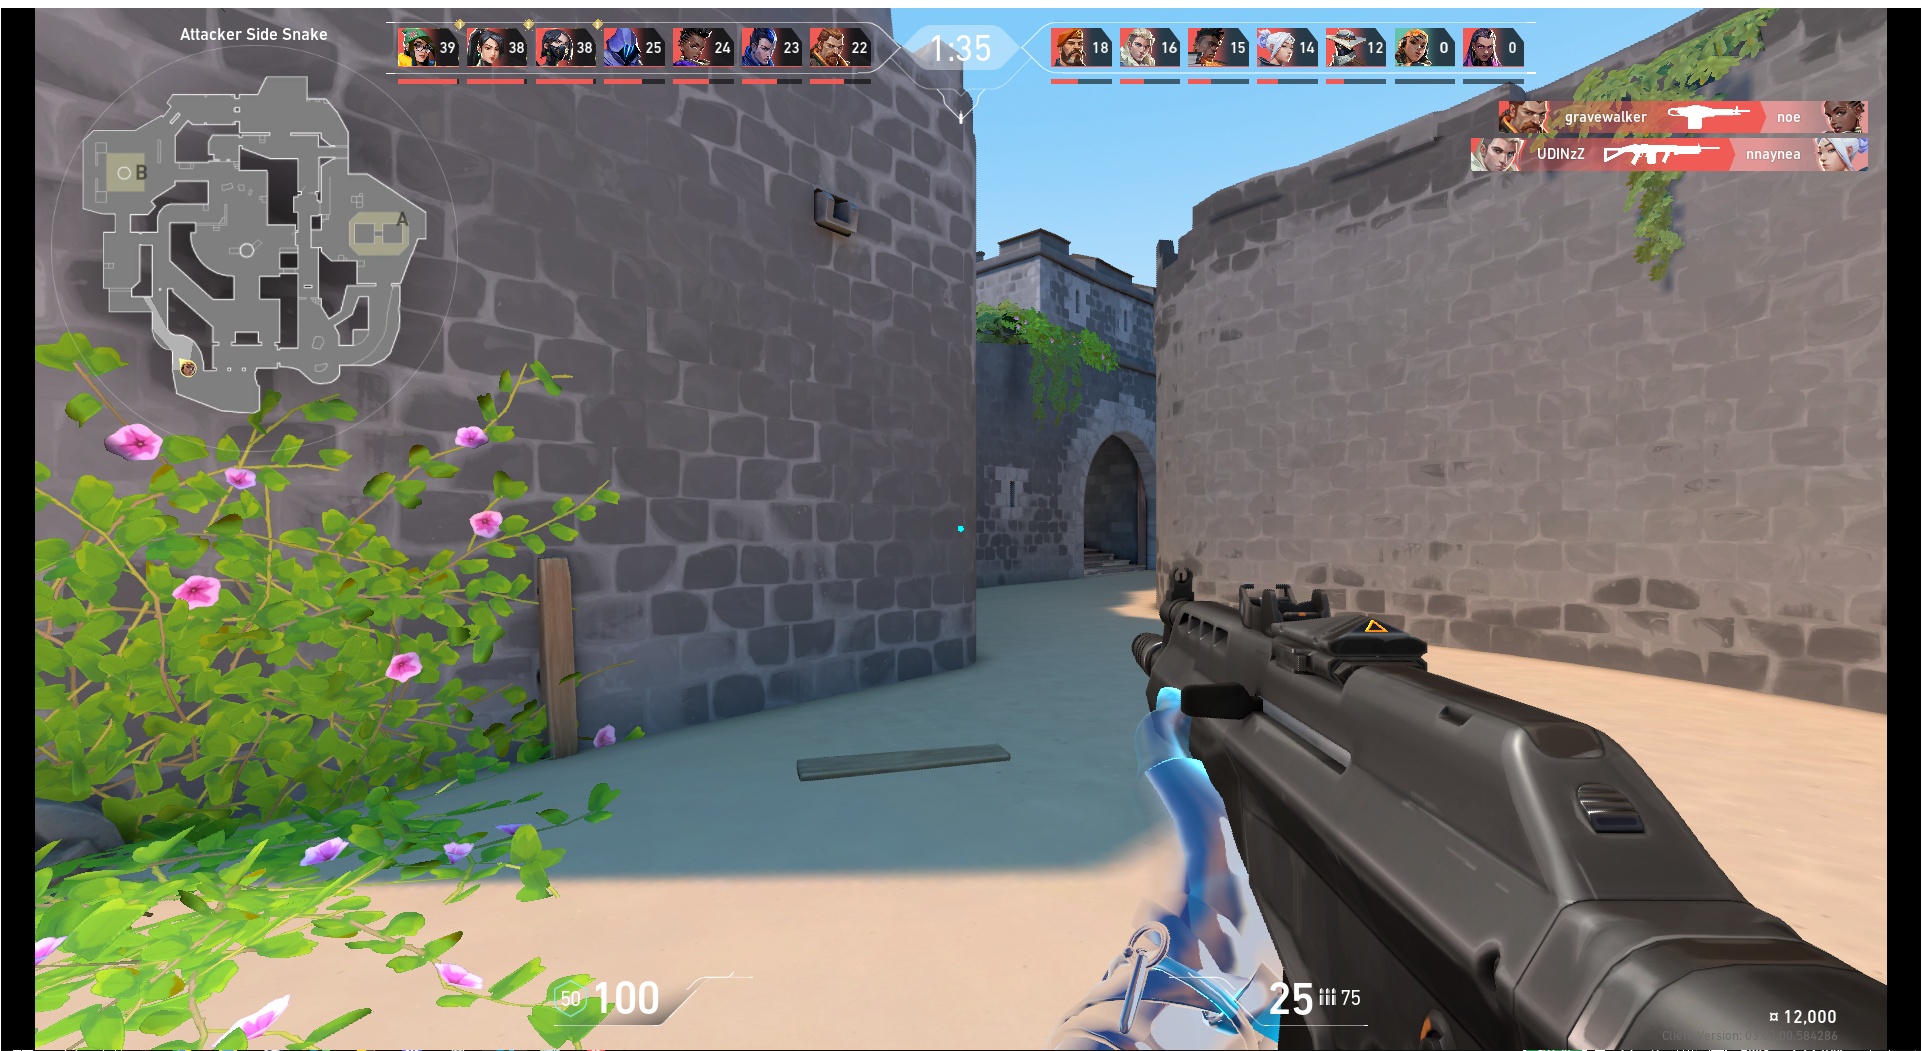 Attacker Side Snake
39 38 38 25 24 23 22
1:35
18 16 15 14 12 0 0
B
A
gravewalker noe
UDINzZ nnaynea
50 100
25 75
¤ 12,000